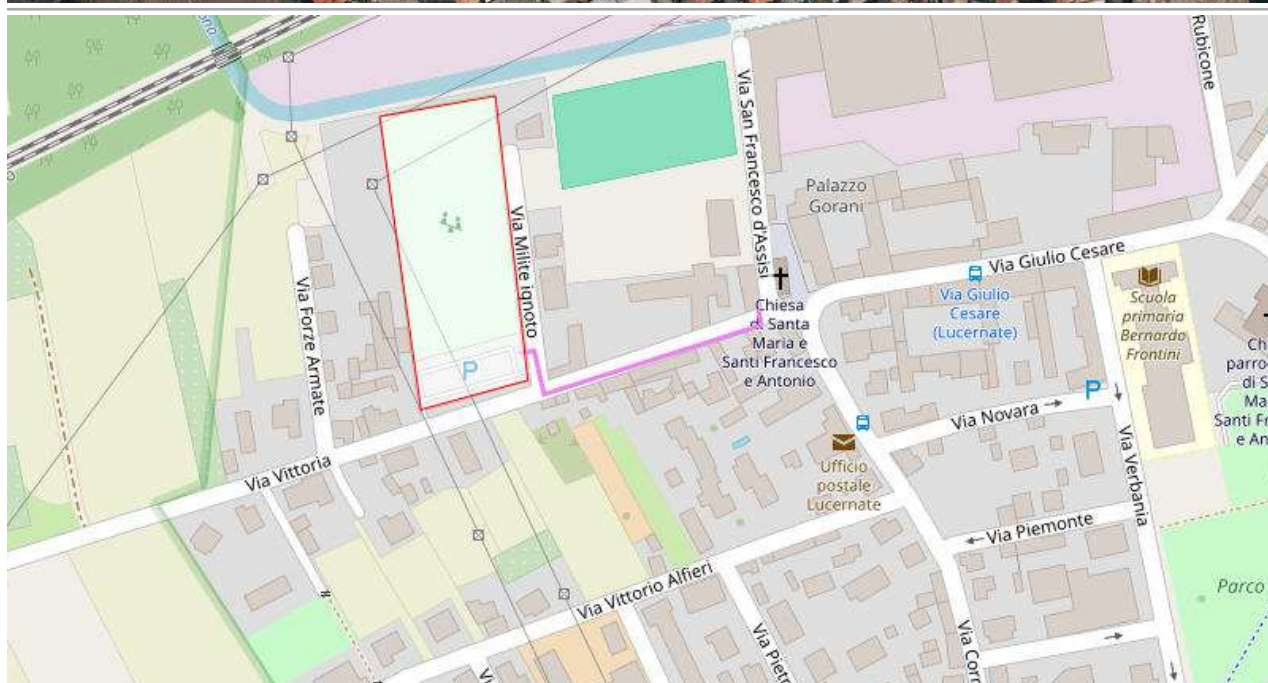 Rubicone
Via San Francesco d'Assisi
Palazzo
Gorani
Via Milite ignoto
Via Forze Armate
Via Giulio Cesare
Via Giulio
Cesare
(Lucernate)
Scuola
primaria
Bernardo
Frontini
Chiesa
di Santa
Maria e
Santi Francesco
e Antonio
P
P
Via Novara
Ufficio
postale
Lucernate
Via Verbania
Via Vittoria
Via Piemonte
Via Vittorio Alfieri
Parco